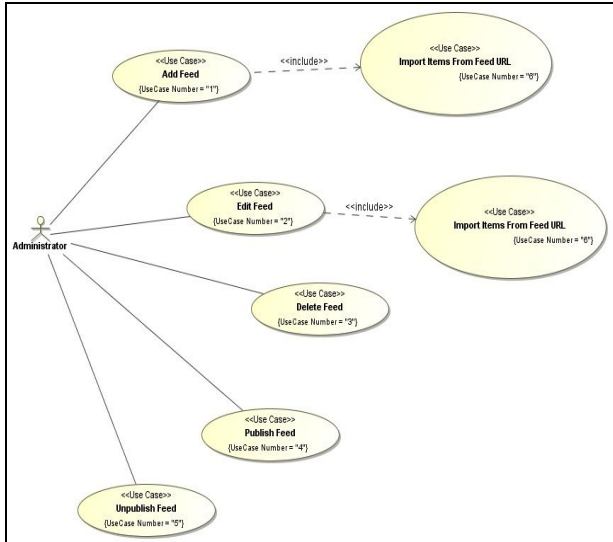 <<Use Case>>
Add Feed
{UseCase Number = "1"}
<<include>>
<<Use Case>>
Import Items From Feed URL
{UseCase Number = "6"}
<<Use Case>>
Edit Feed
{UseCase Number = "2"}
<<include>>
<<Use Case>>
Import Items From Feed URL
{UseCase Number = "6"}
Administrator
<<Use Case>>
Delete Feed
{UseCase Number = "3"}
<<Use Case>>
Publish Feed
{UseCase Number = "4"}
<<Use Case>>
Unpublish Feed
{UseCase Number = "5"}